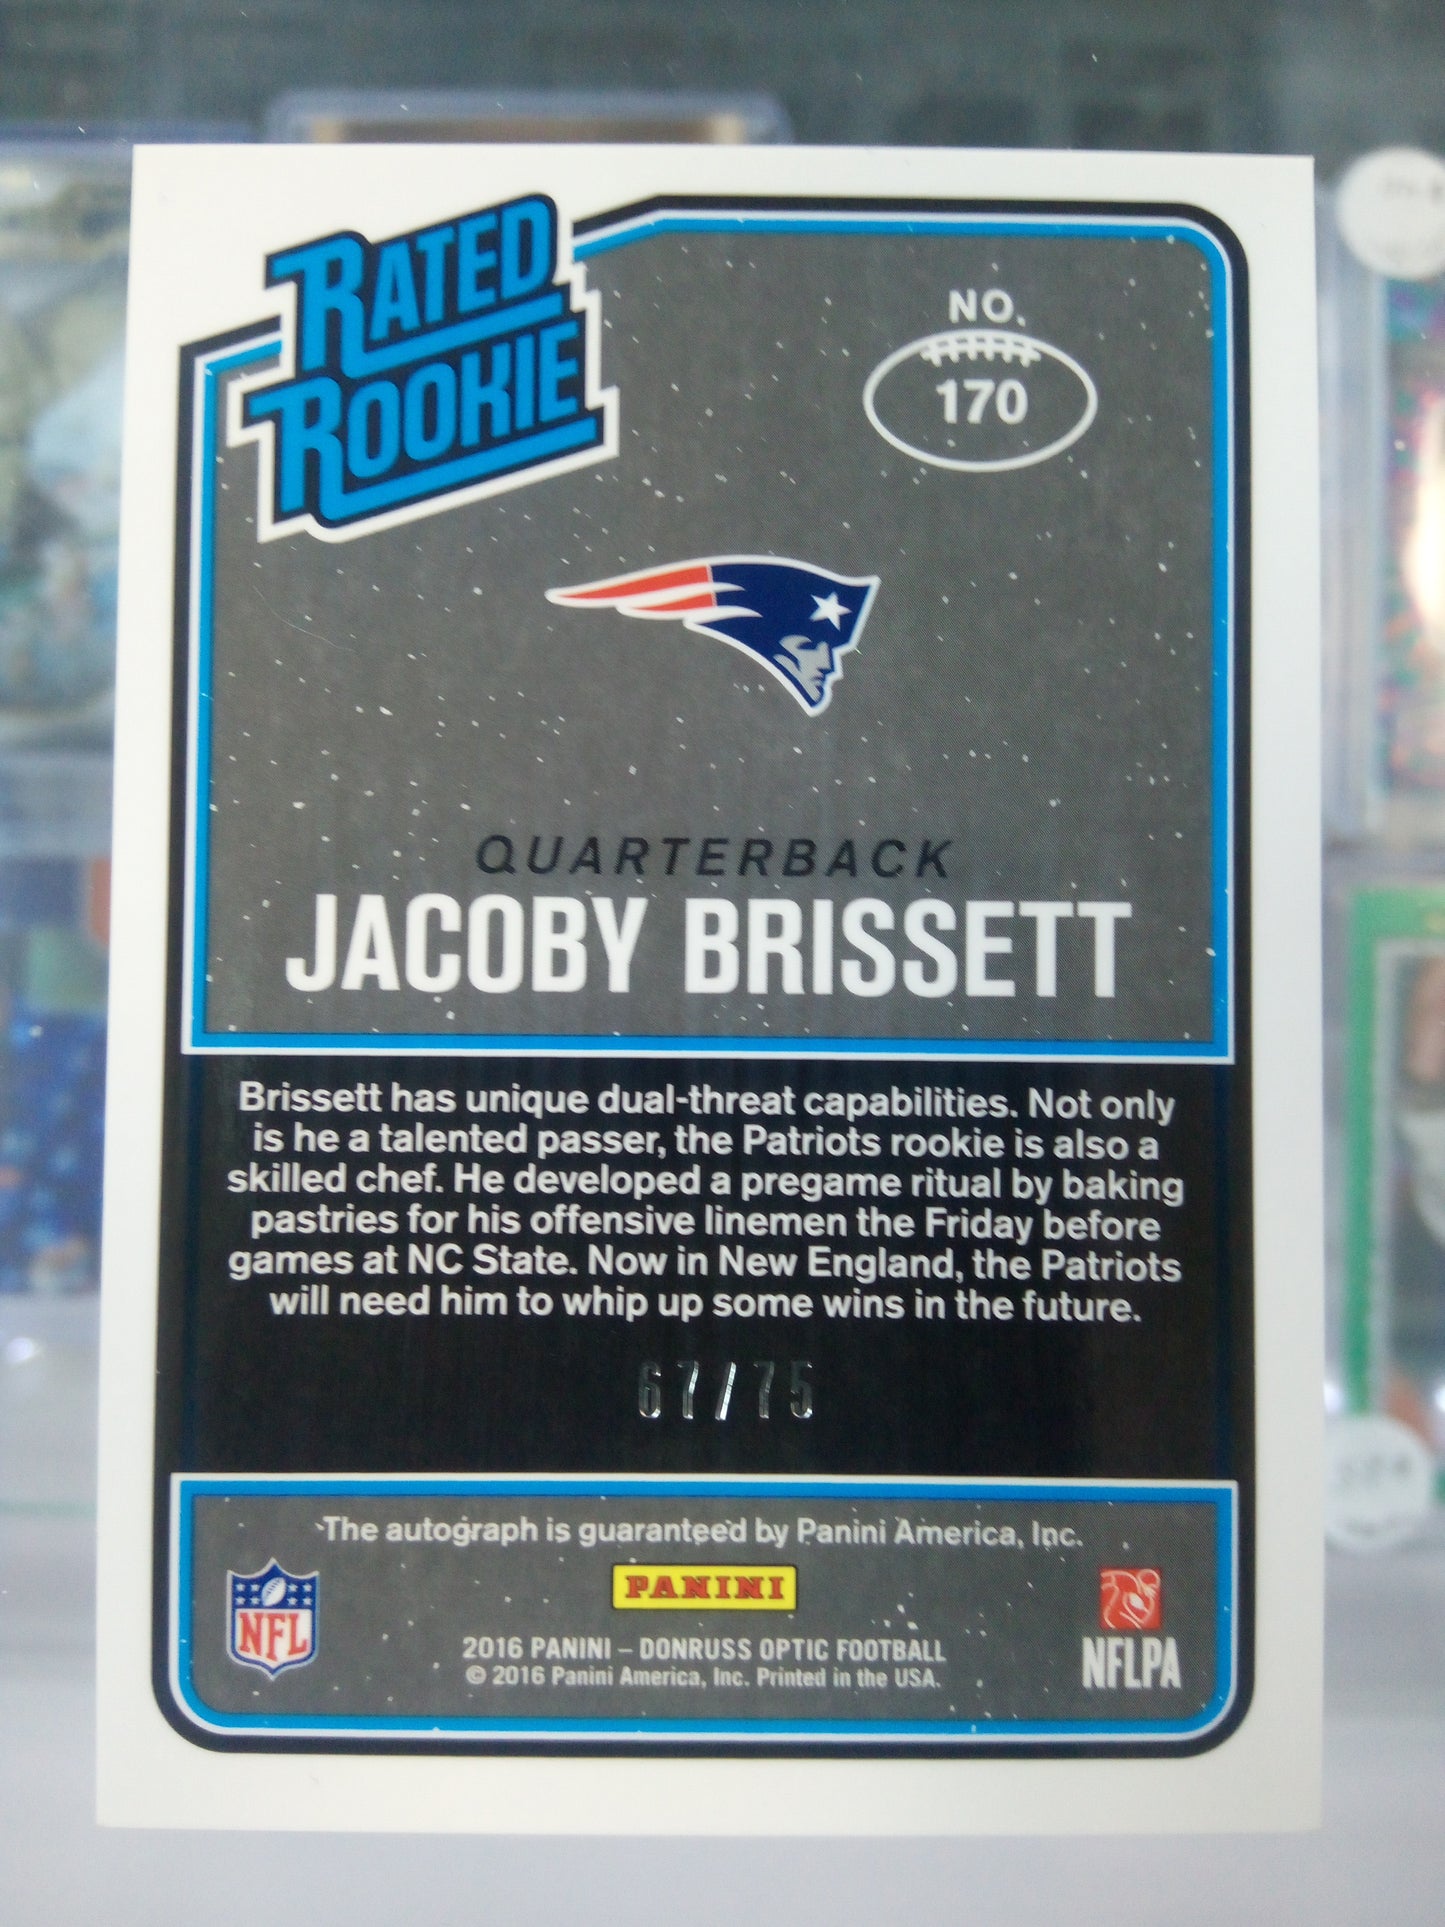 RATED
ROOKIE
NO.
170
QUARTERBACK
JACOBY BRISSETT
Brissett has unique dual-threat capabilities. Not only
is he a talented passer, the Patriots rookie is also a
skilled chef. He developed a pregame ritual by baking
pastries for his offensive linemen the Friday before
games at NC State. Now in New England, the Patriots
will need him to whip up some wins in the future.
67/75
The autograph is guaranteed by Panini America, Inc.
NFL
PANINI
NFLPA
2016 PANINI – DONRUSS OPTIC FOOTBALL
© 2016 Panini America, Inc. Printed in the USA.